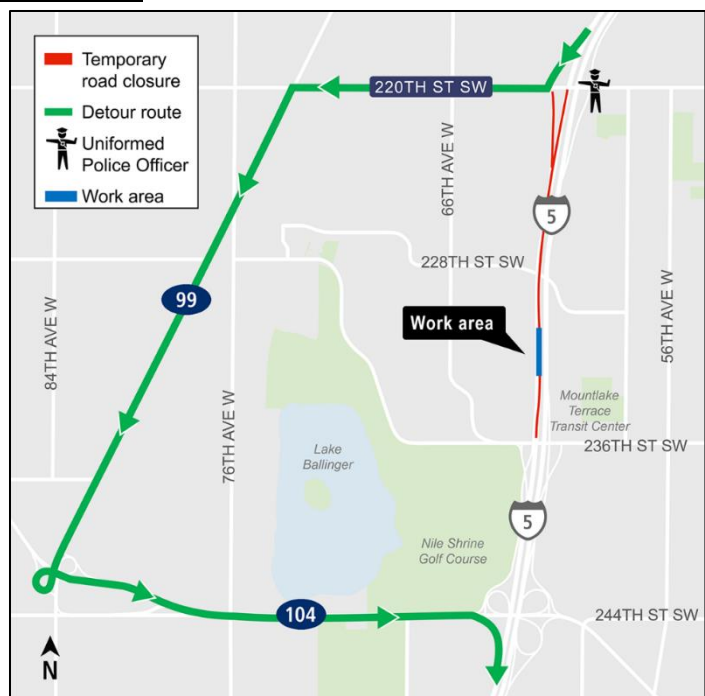 Temporary
road closure
Detour route
Uniformed
Police Officer
Work area
220TH ST SW
66TH AVE W
5
228TH ST SW
99
84TH AVE W
76TH AVE W
56TH AVE W
Work area
Mountlake
Terrace
Transit Center
236TH ST SW
Lake
Ballinger
5
Nile Shrine
Golf Course
104
244TH ST SW
N